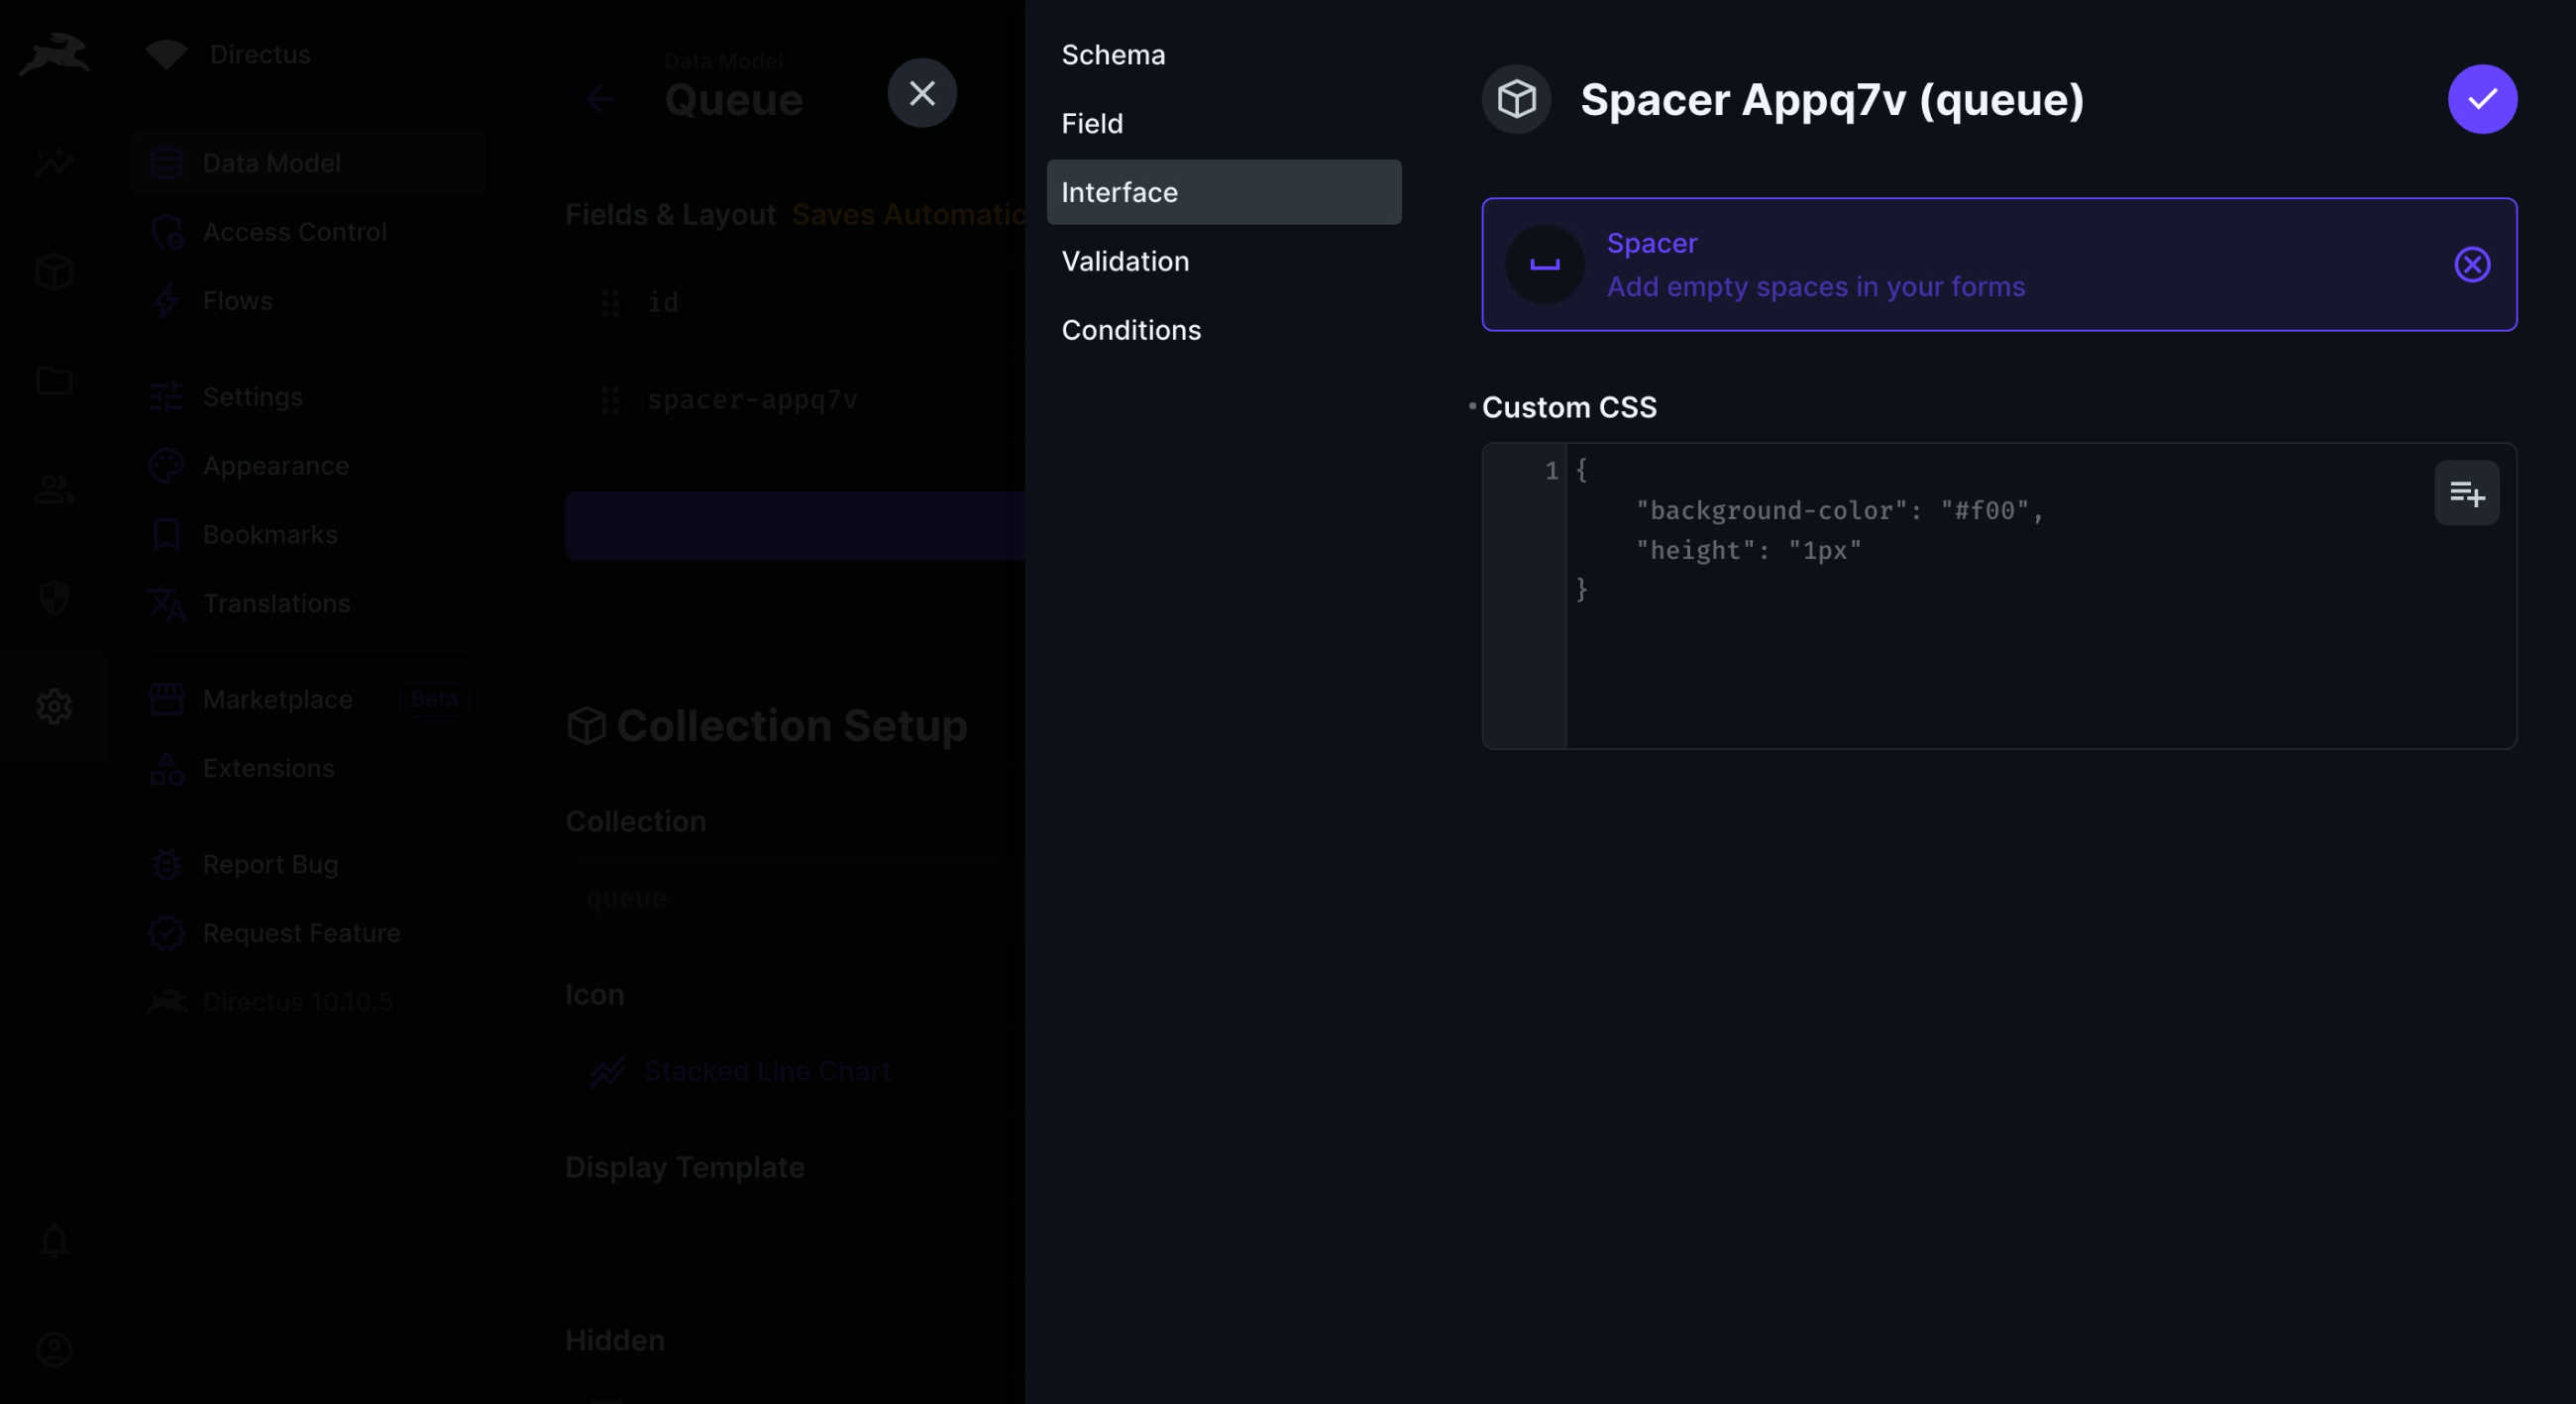 Directus
Data Model
Access Control
Flows
Settings
Appearance
Bookmarks
Translations
Marketplace
Beta
Extensions
Report Bug
Request Feature
Directus 10.10.5
Data Model
Queue
Fields & Layout
Saves Automatic
id
spacer-appq7v
Collection Setup
Collection
queue
Icon
Stacked Line Chart
Display Template
Hidden
Schema
Field
Interface
Validation
Conditions
Spacer Appq7v (queue)
Spacer
Add empty spaces in your forms
Custom CSS
1 {
"background-color": "#f00",
"height": "1px"
}